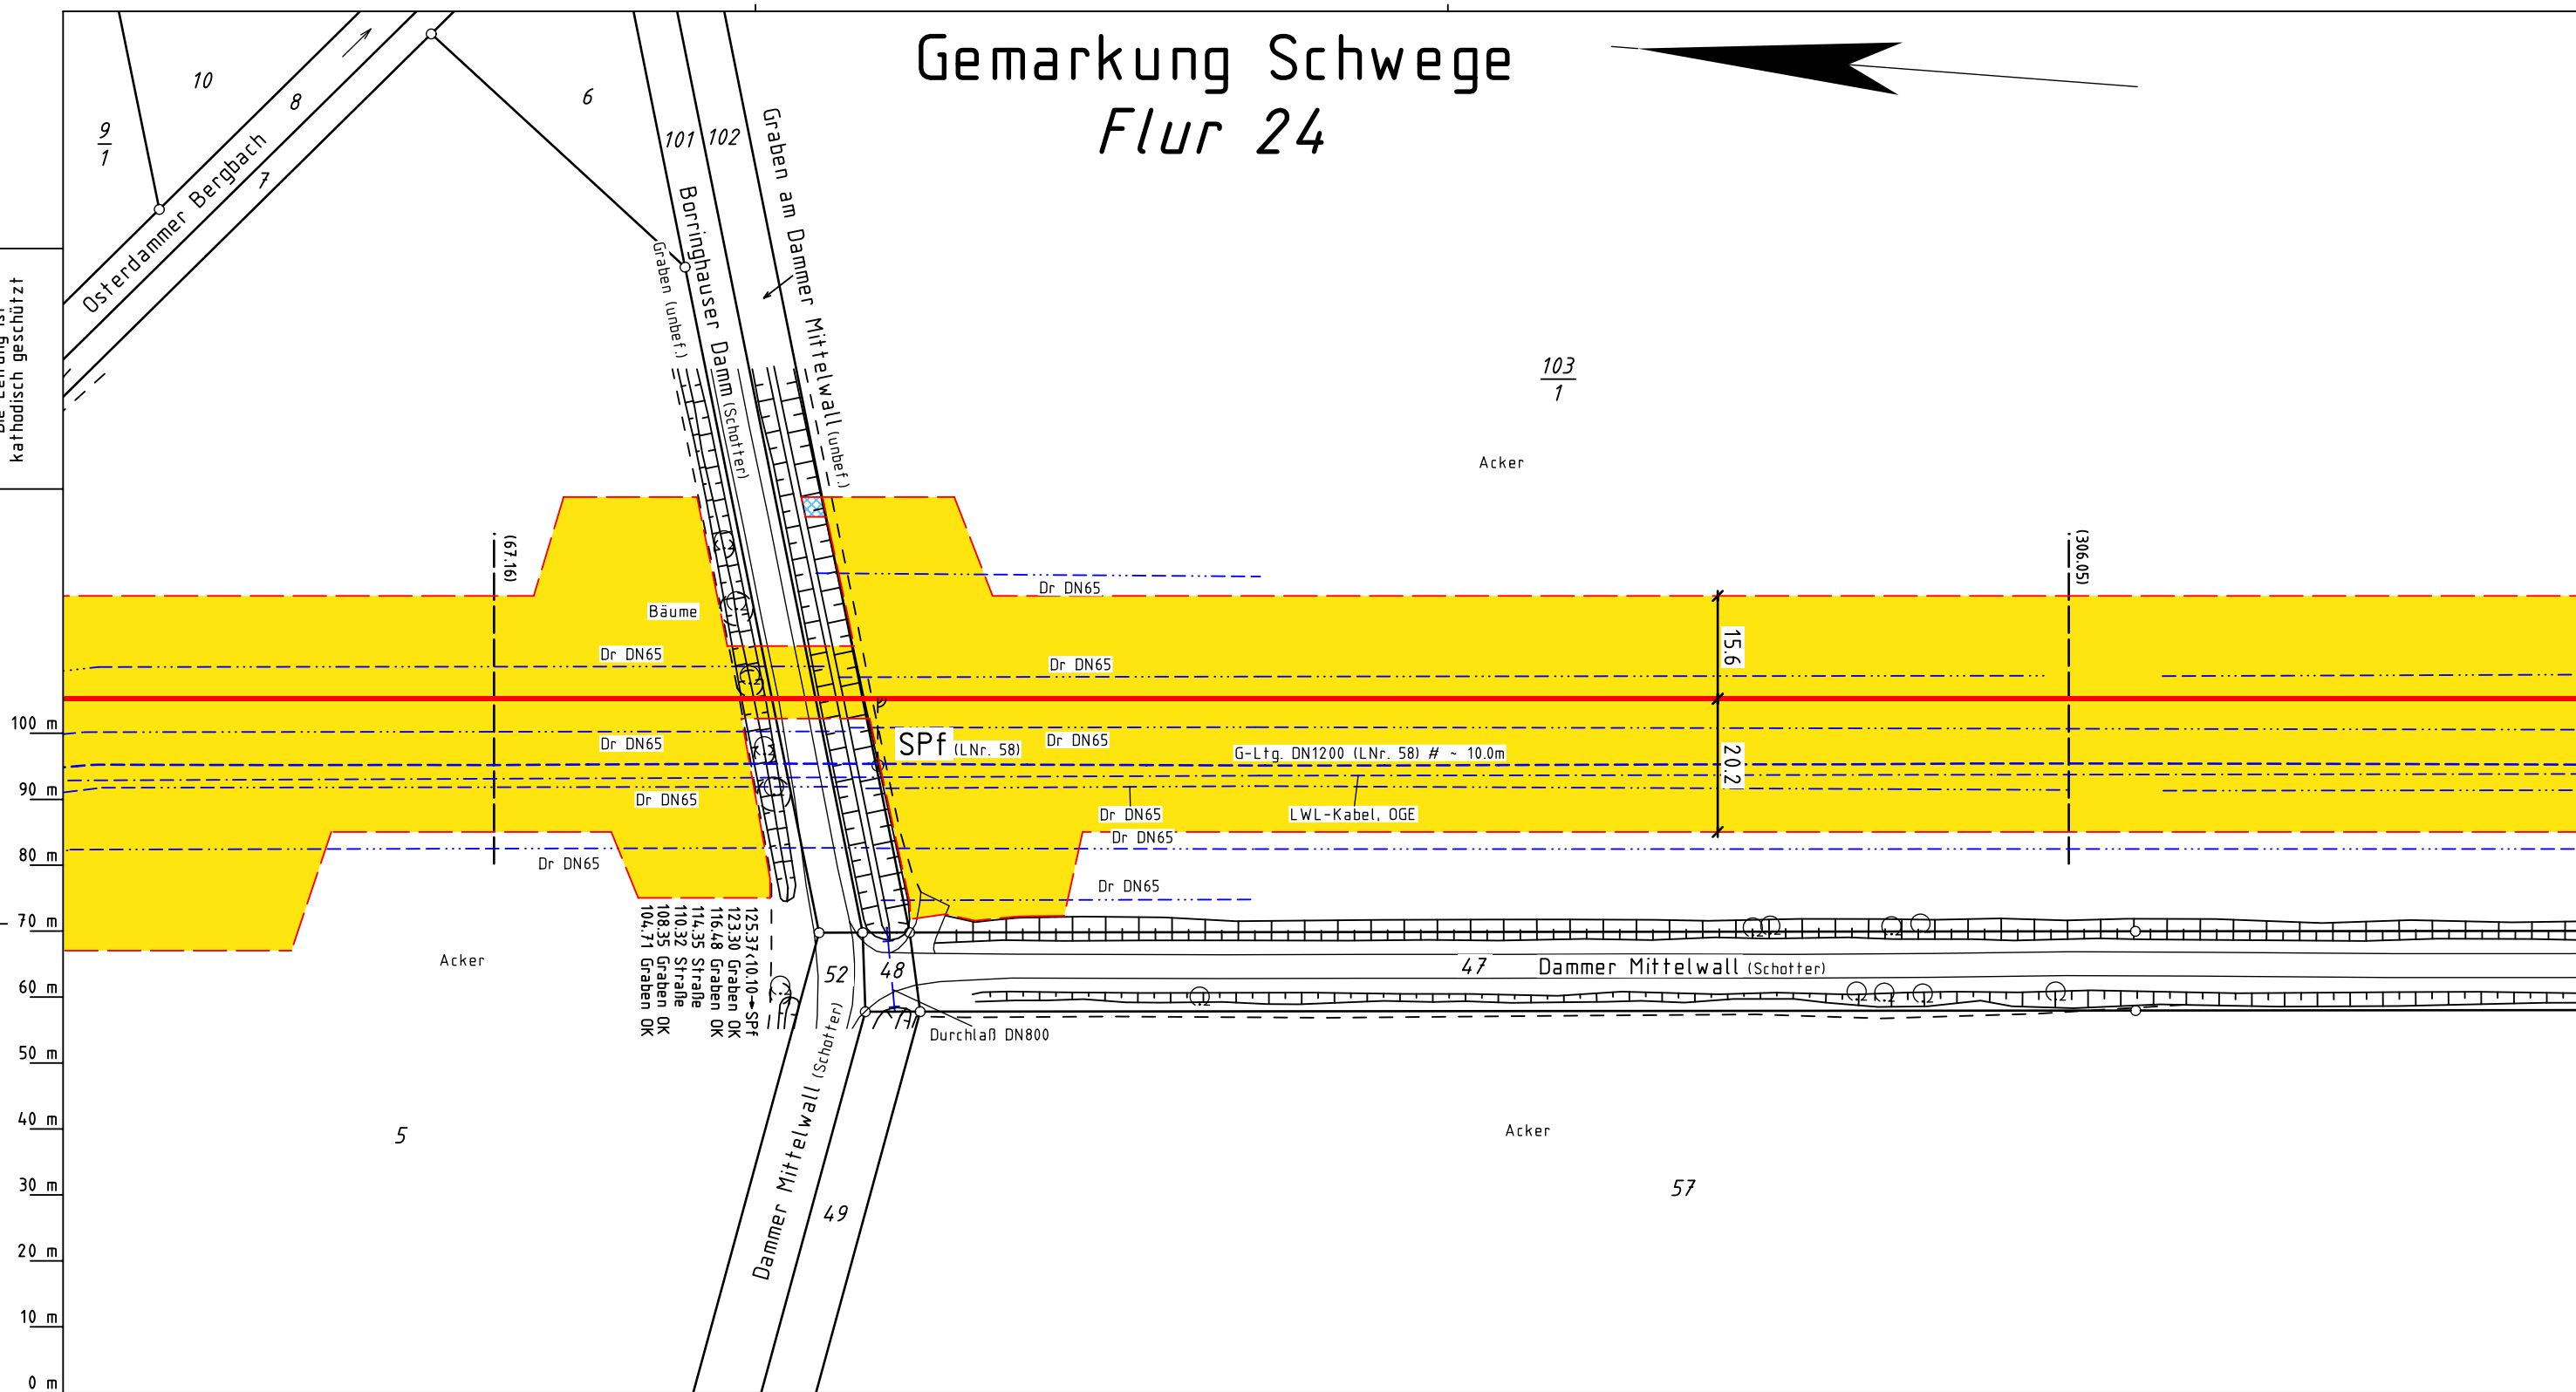 Gemarkung Schwege
Flur 24
10
8
9
1
7
6
101
102
Osterdammer Bergbach
Borringhauser Damm (Schotter)
Graben (unbef.)
Graben am Dammer Mittelwall (unbef.)
kathodisch geschützt
103
1
Acker
(67.16)
(306.05)
Bäume
Dr DN65
Dr DN65
Dr DN65
15.6
Dr DN65
Dr DN65
SPf (LNr. 58)
G-Ltg. DN1200 (LNr. 58) # ~ 10.0m
20.2
Dr DN65
Dr DN65
LWL-Kabel, OGE
Dr DN65
Dr DN65
Dr DN65
100 m
90 m
80 m
70 m
60 m
50 m
40 m
30 m
20 m
10 m
0 m
125.37<10.10→SPf
123.30 Graben OK
116.48 Graben OK
114.35 Straße
110.32 Straße
108.35 Graben OK
104.71 Graben OK
Acker
52
48
47
Dammer Mittelwall (Schotter)
Durchlaß DN800
Dammer Mittelwall (Schotter)
5
49
Acker
57